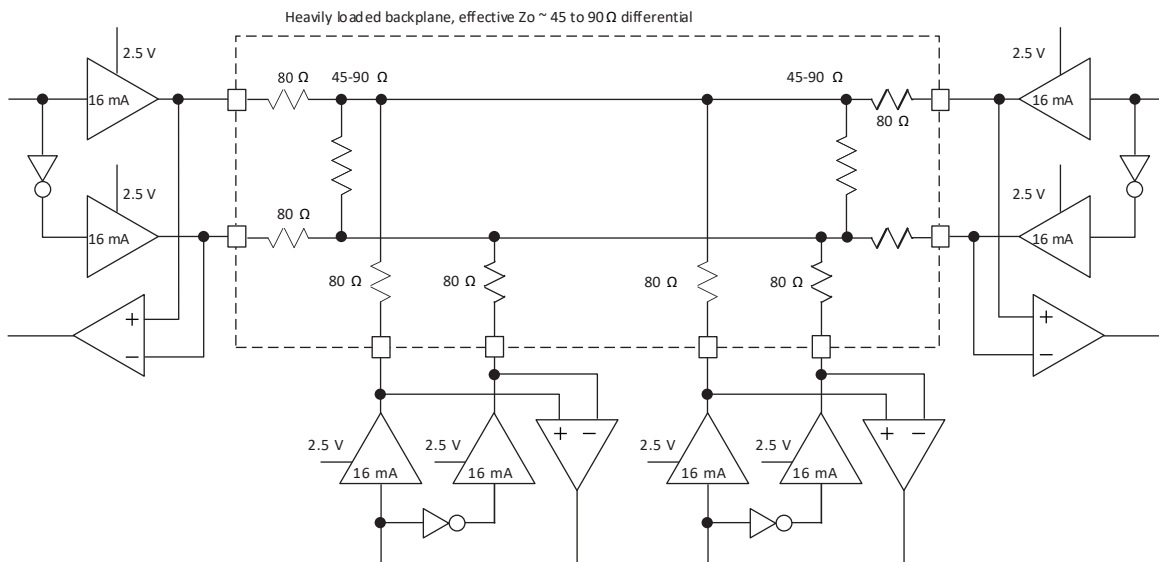 Heavily loaded backplane, effective Zo ~ 45 to 90 Ω differential
2.5 V
16 mA
80 Ω
45-90 Ω
45-90 Ω
80 Ω
2.5 V
16 mA
2.5 V
16 mA
80 Ω
2.5 V
16 mA
80 Ω
80 Ω
80 Ω
80 Ω
+
−
+
−
2.5 V
16 mA
2.5 V
16 mA
+ −
2.5 V
16 mA
2.5 V
16 mA
+ −